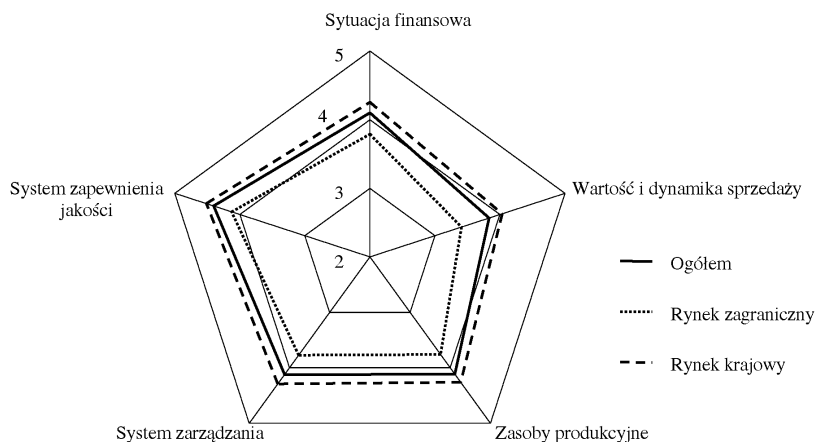 Sytuacja finansowa
5
4
3
2
System zapewnienia
jakości
Wartość i dynamika sprzedaży
Ogółem
Rynek zagraniczny
Rynek krajowy
System zarządzania
Zasoby produkcyjne